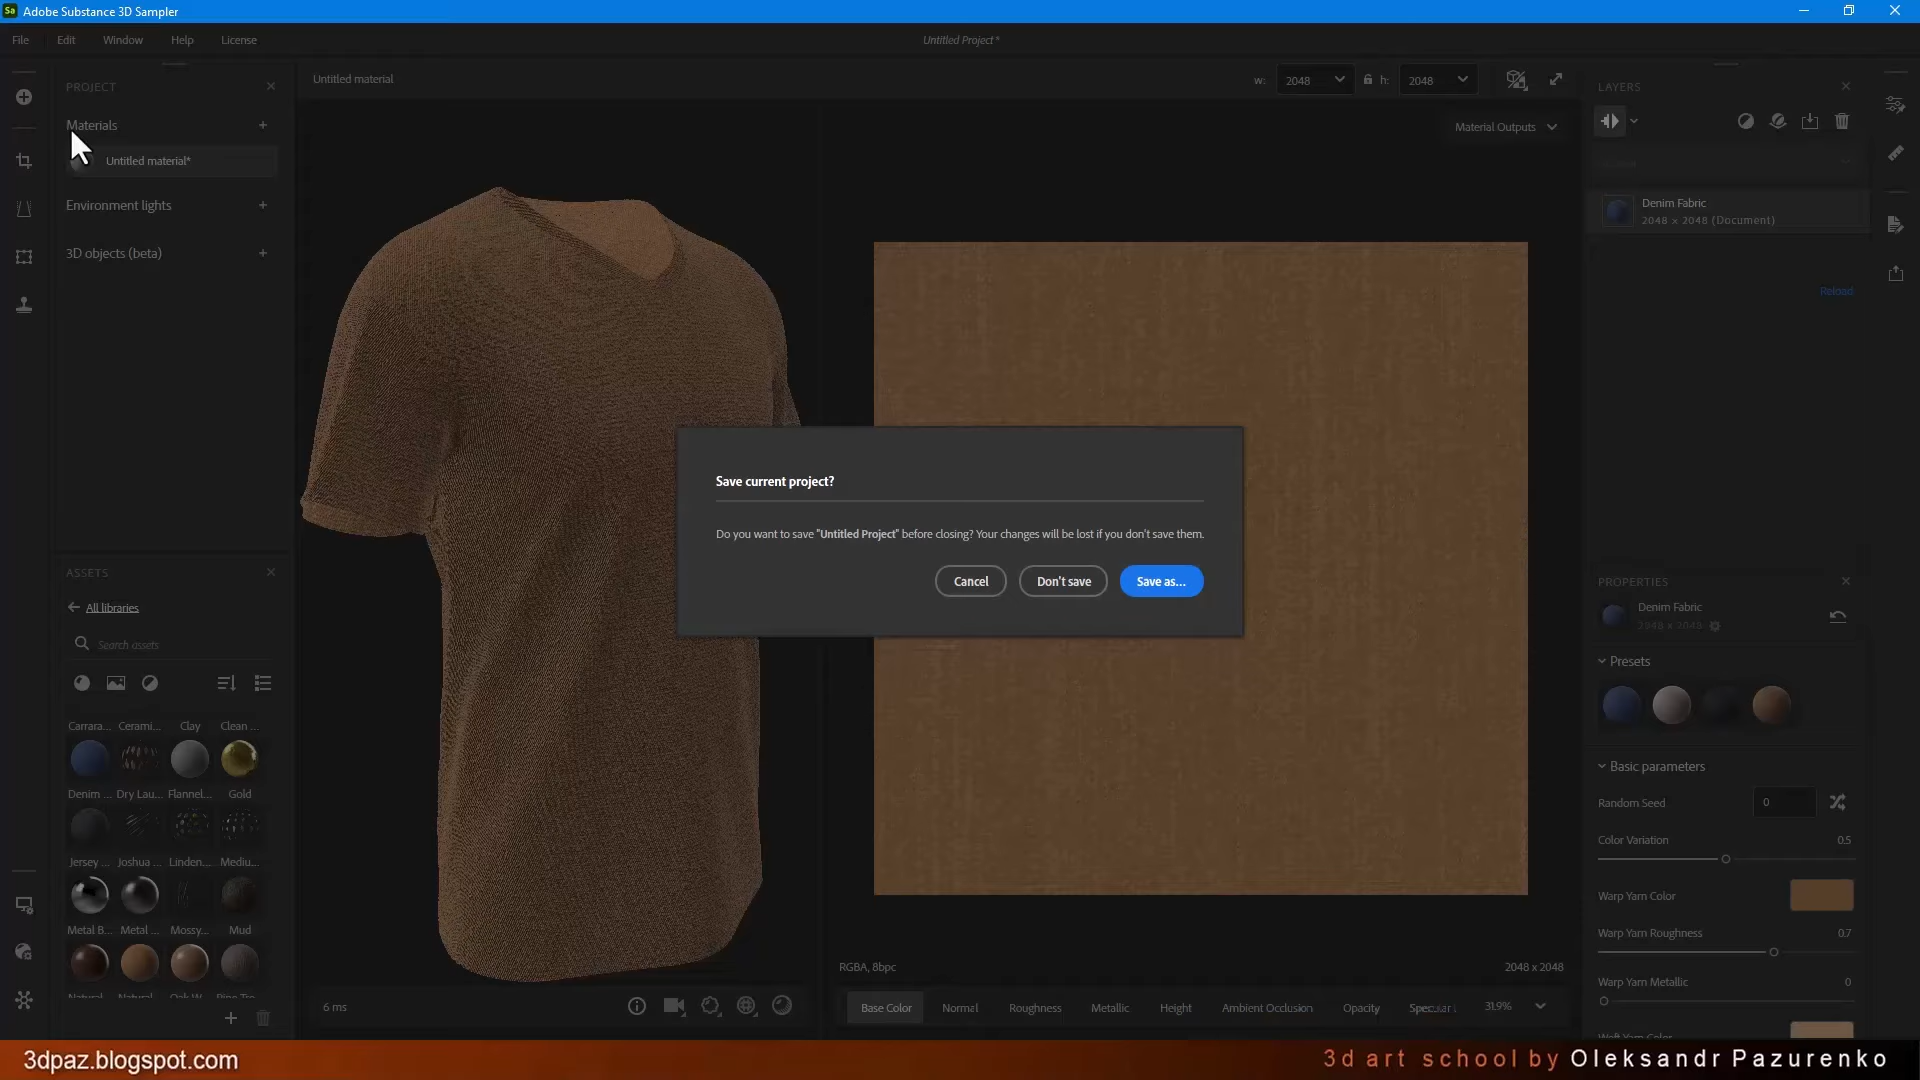 Sa Adobe Substance 3D Sampler
File Edit Window Help License
Untitled Project*
PROJECT
Materials
Untitled material*
Environment lights
3D objects (beta)
Untitled material
w: 2048 h: 2048
Material Outputs
LAYERS
Denim Fabric
2048 x 2048 (Document)
Reload
Save current project?
Do you want to save "Untitled Project" before closing? Your changes will be lost if you don't save them.
Cancel Don't save Save as...
ASSETS
All libraries
Search assets
Carrara... Cerami... Clay Clean ...
Denim ... Dry Lau... Flannel... Gold
Jersey ... Joshua ... Linden... Mediu...
Metal B... Metal ... Mossy... Mud
PROPERTIES
Denim Fabric
2048 x 2048
Presets
Basic parameters
Random Seed 0
Color Variation 0.5
Warp Yarn Color
Warp Yarn Roughness 0.7
Warp Yarn Metallic 0
Weft Yarn Color
RGBA, 8bpc 2048 x 2048
6 ms
Base Color Normal Roughness Metallic Height Ambient Occlusion Opacity 31.9%
3dpaz.blogspot.com
3d art school by Oleksandr Pazurenko